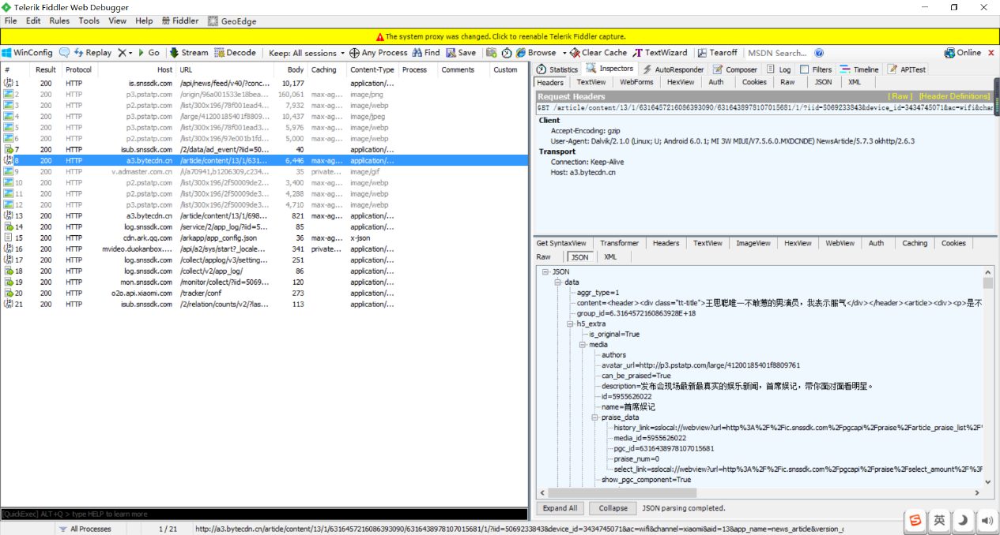 Telerik Fiddler Web Debugger
File Edit Rules Tools View Help Fiddler GeoEdge
The system proxy was changed. Click to reenable Telerik Fiddler capture.
WinConfig Replay Go Stream Decode Keep: All sessions Any Process Find Save Browse Clear Cache TextWizard Tearoff MSDN Search... Online
# Result Protocol Host URL Body Caching Content-Type Process Comments Custom
1 200 HTTP is.snssdk.com /api/news/feed/v40/?conc... 10,177 application/...
2 200 HTTP p3.pstatp.com /origin/96a001533e18bea... 160,061 max-ag... image/png
3 200 HTTP p2.pstatp.com /list/300x196/78f001ead4... 7,932 max-ag... image/webp
4 200 HTTP p3.pstatp.com /large/41200185401f8809... 10,437 max-ag... image/jpeg
5 200 HTTP p3.pstatp.com /list/300x196/78f001ead3... 5,976 max-ag... image/webp
6 200 HTTP p2.pstatp.com /list/300x196/97e001b1fd... 5,000 max-ag... image/webp
7 200 HTTP isub.snssdk.com /2/data/ad_event/?iid=50... 40 application/...
8 200 HTTP a3.bytecdn.cn /article/content/13/1/631... 6,446 max-ag... application/...
9 200 HTTP v.admaster.com.cn /i/a70941,b1206309,c234... 35 private... image/gif
10 200 HTTP p2.pstatp.com /list/300x196/2f50009de2... 3,400 max-ag... image/webp
11 200 HTTP p2.pstatp.com /list/300x196/2f50009de3... 4,288 max-ag... image/webp
12 200 HTTP p3.pstatp.com /list/300x196/2f50009de3... 4,710 max-ag... image/webp
13 200 HTTP a3.bytecdn.cn /article/content/13/1/698... 821 max-ag... application/...
14 200 HTTP log.snssdk.com /service/2/app_log/?iid=5... 85 application/...
15 200 HTTP cdn.ark.qq.com /arkapp/app_config.json 36 max-ag... x-json
16 200 HTTP mvideo.duokanbox.... /api/a2/sys/start?_locale... 341 private... application/...
17 200 HTTP log.snssdk.com /collect/applog/v3/setting... 251 application/...
18 200 HTTP log.snssdk.com /collect/v2/app_log/ 86 application/...
19 200 HTTP mon.snssdk.com /monitor/collect/?iid=5069... 120 application/...
20 200 HTTP o2o.api.xiaomi.com /tracker/conf 273 application/...
21 200 HTTP isub.snssdk.com /2/relation/counts/v2/?las... 113 application/...
[QuickExec] ALT+Q > type HELP to learn more
Statistics Inspectors AutoResponder Composer Log Filters Timeline APITest
Headers TextView WebForms HexView Auth Cookies Raw JSON XML
Request Headers [ Raw ] [Header Definitions]
GET /article/content/13/1/6316457216086393090/6316438978107015681/1/?iid=5069233843&device_id=3434745071&ac=wifi&chan
Client
Accept-Encoding: gzip
User-Agent: Dalvik/2.1.0 (Linux; U; Android 6.0.1; MI 3W MIUI/V7.5.6.0.MXDCNDE) NewsArticle/5.7.3 okhttp/2.6.3
Transport
Connection: Keep-Alive
Host: a3.bytecdn.cn
Get SyntaxView Transformer Headers TextView ImageView HexView WebView Auth Caching Cookies
Raw JSON XML
JSON
data
aggr_type=1
content=<header><div class="tt-title">王思聪唯一不敢惹的男演员，我表示服气</div></header><article><div><p>是不
group_id=6.3164572160863928E+18
h5_extra
is_original=True
media
authors
avatar_url=http://p3.pstatp.com/large/41200185401f8809761
can_be_praised=True
description=发布会现场最新最真实的娱乐新闻，首席娱记，带你面对面看明星。
id=5955626022
name=首席娱记
praise_data
history_link=sslocal://webview?url=http%3A%2F%2Fic.snssdk.com%2Fpgcapi%2Fpraise%2Farticle_praise_list%2F
media_id=5955626022
pgc_id=6316438978107015681
praise_num=0
select_link=sslocal://webview?url=http%3A%2F%2Fic.snssdk.com%2Fpgcapi%2Fpraise%2Fselect_amount%2F%3F
show_pgc_component=True
Expand All Collapse JSON parsing completed.
All Processes 1 / 21 http://a3.bytecdn.cn/article/content/13/1/6316457216086393090/6316438978107015681/1/?iid=5069233843&device_id=3434745071&ac=wifi&channel=xiaomi&aid=13&app_name=news_article&version_c
英